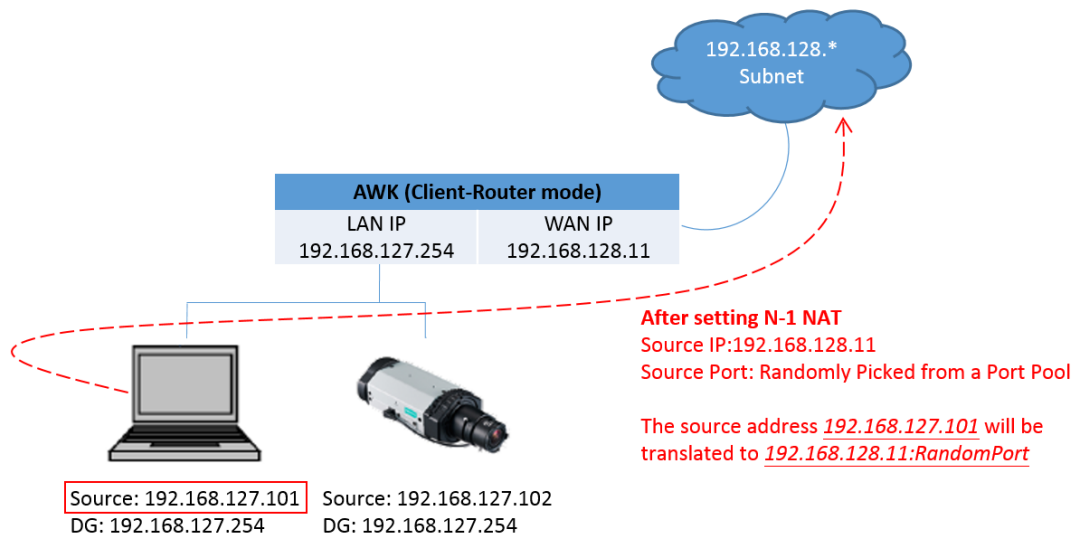 192.168.128.*
Subnet
AWK (Client-Router mode)
LAN IP
192.168.127.254
WAN IP
192.168.128.11
After setting N-1 NAT
Source IP:192.168.128.11
Source Port: Randomly Picked from a Port Pool
The source address 192.168.127.101 will be
translated to 192.168.128.11:RandomPort
Source: 192.168.127.101
DG: 192.168.127.254
Source: 192.168.127.102
DG: 192.168.127.254